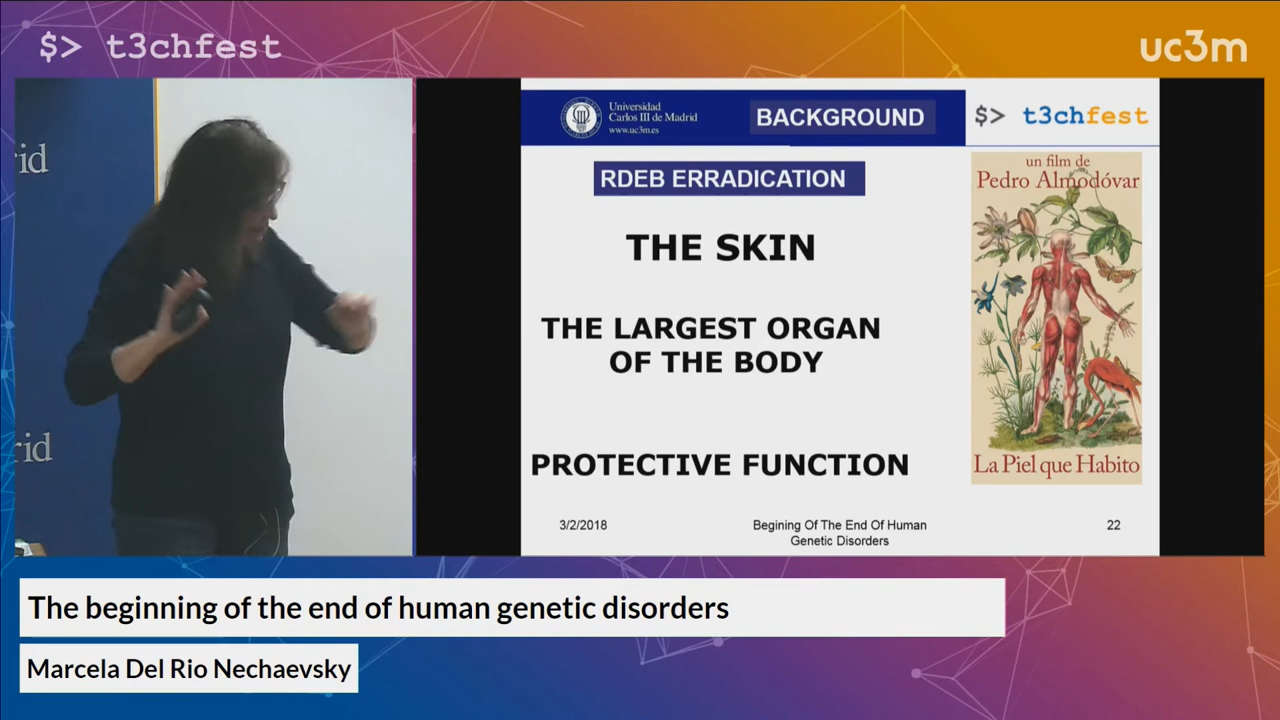 $> t3chfest
uc3m
rid
rid
Universidad
Carlos III de Madrid
www.uc3m.es
BACKGROUND
$> t3chfest
RDEB ERRADICATION
THE SKIN
THE LARGEST ORGAN
OF THE BODY
PROTECTIVE FUNCTION
un film de
Pedro Almodóvar
La Piel que Habito
3/2/2018
Begining Of The End Of Human
Genetic Disorders
22
The beginning of the end of human genetic disorders
Marcela Del Rio Nechaevsky